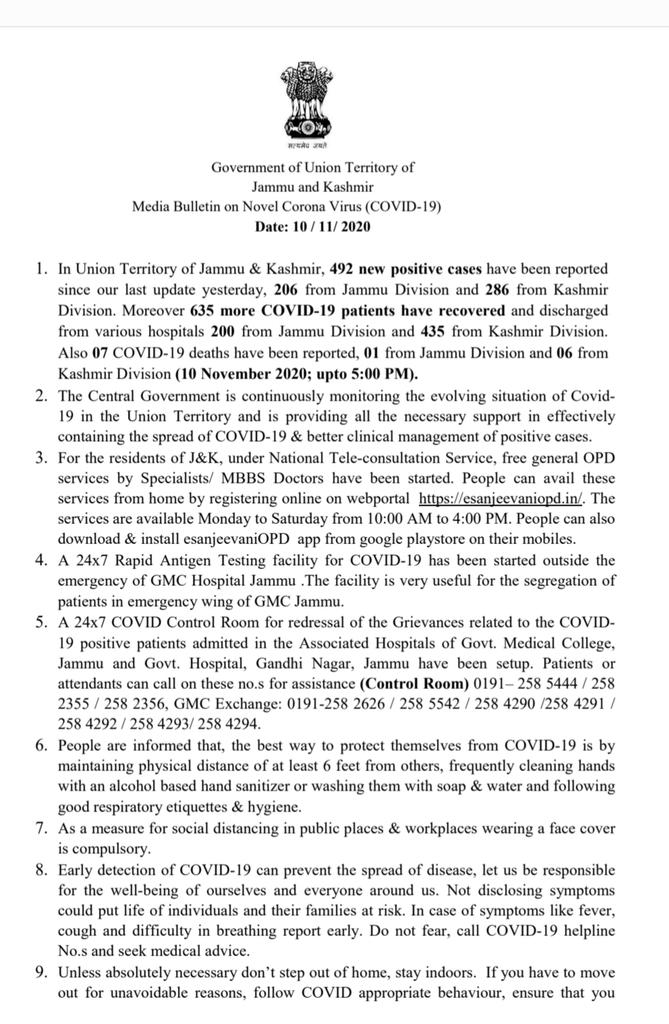 सत्यमेव जयते
Government of Union Territory of
Jammu and Kashmir
Media Bulletin on Novel Corona Virus (COVID-19)
Date: 10 / 11/ 2020
1. In Union Territory of Jammu & Kashmir, 492 new positive cases have been reported
since our last update yesterday, 206 from Jammu Division and 286 from Kashmir
Division. Moreover 635 more COVID-19 patients have recovered and discharged
from various hospitals 200 from Jammu Division and 435 from Kashmir Division.
Also 07 COVID-19 deaths have been reported, 01 from Jammu Division and 06 from
Kashmir Division (10 November 2020; upto 5:00 PM).
2. The Central Government is continuously monitoring the evolving situation of Covid-
19 in the Union Territory and is providing all the necessary support in effectively
containing the spread of COVID-19 & better clinical management of positive cases.
3. For the residents of J&K, under National Tele-consultation Service, free general OPD
services by Specialists/ MBBS Doctors have been started. People can avail these
services from home by registering online on webportal https://esanjeevaniopd.in/. The
services are available Monday to Saturday from 10:00 AM to 4:00 PM. People can also
download & install esanjeevaniOPD app from google playstore on their mobiles.
4. A 24x7 Rapid Antigen Testing facility for COVID-19 has been started outside the
emergency of GMC Hospital Jammu .The facility is very useful for the segregation of
patients in emergency wing of GMC Jammu.
5. A 24x7 COVID Control Room for redressal of the Grievances related to the COVID-
19 positive patients admitted in the Associated Hospitals of Govt. Medical College,
Jammu and Govt. Hospital, Gandhi Nagar, Jammu have been setup. Patients or
attendants can call on these no.s for assistance (Control Room) 0191– 258 5444 / 258
2355 / 258 2356, GMC Exchange: 0191-258 2626 / 258 5542 / 258 4290 /258 4291 /
258 4292 / 258 4293/ 258 4294.
6. People are informed that, the best way to protect themselves from COVID-19 is by
maintaining physical distance of at least 6 feet from others, frequently cleaning hands
with an alcohol based hand sanitizer or washing them with soap & water and following
good respiratory etiquettes & hygiene.
7. As a measure for social distancing in public places & workplaces wearing a face cover
is compulsory.
8. Early detection of COVID-19 can prevent the spread of disease, let us be responsible
for the well-being of ourselves and everyone around us. Not disclosing symptoms
could put life of individuals and their families at risk. In case of symptoms like fever,
cough and difficulty in breathing report early. Do not fear, call COVID-19 helpline
No.s and seek medical advice.
9. Unless absolutely necessary don’t step out of home, stay indoors. If you have to move
out for unavoidable reasons, follow COVID appropriate behaviour, ensure that you